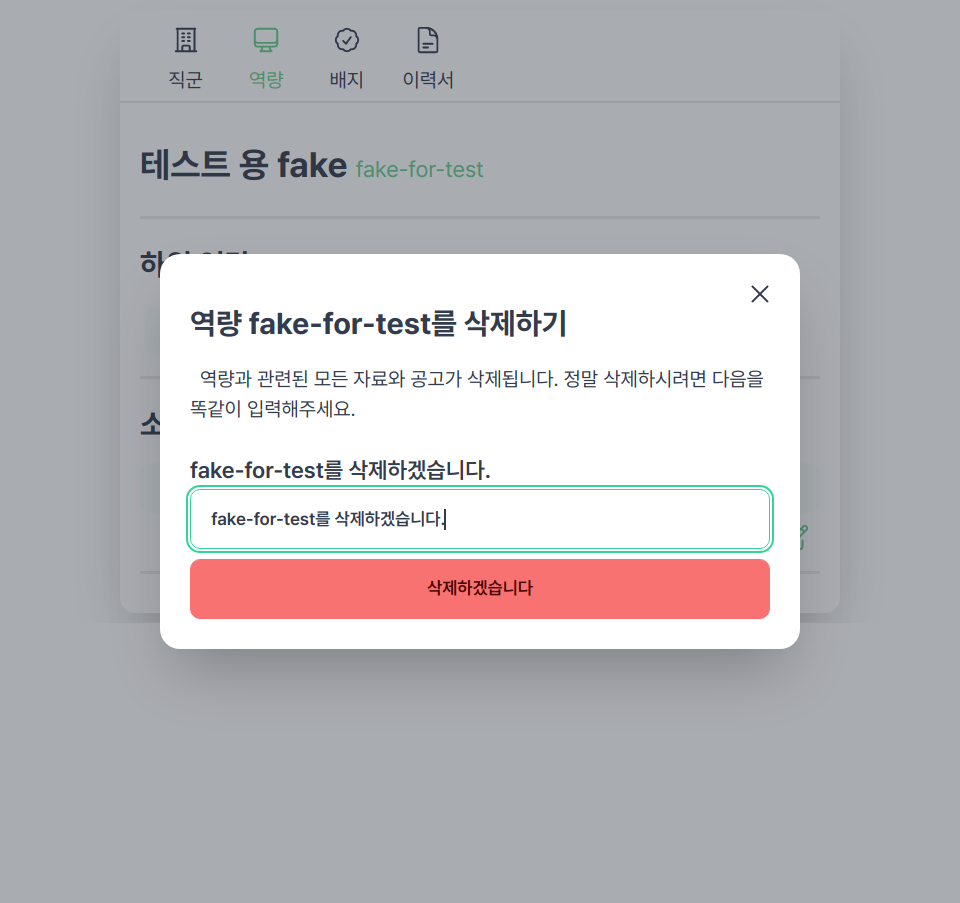 직군 역량 배지 이력서
테스트 용 fake fake-for-test
역량 fake-for-test를 삭제하기
역량과 관련된 모든 자료와 공고가 삭제됩니다. 정말 삭제하시려면 다음을
똑같이 입력해주세요.
fake-for-test를 삭제하겠습니다.
fake-for-test를 삭제하겠습니다.
삭제하겠습니다